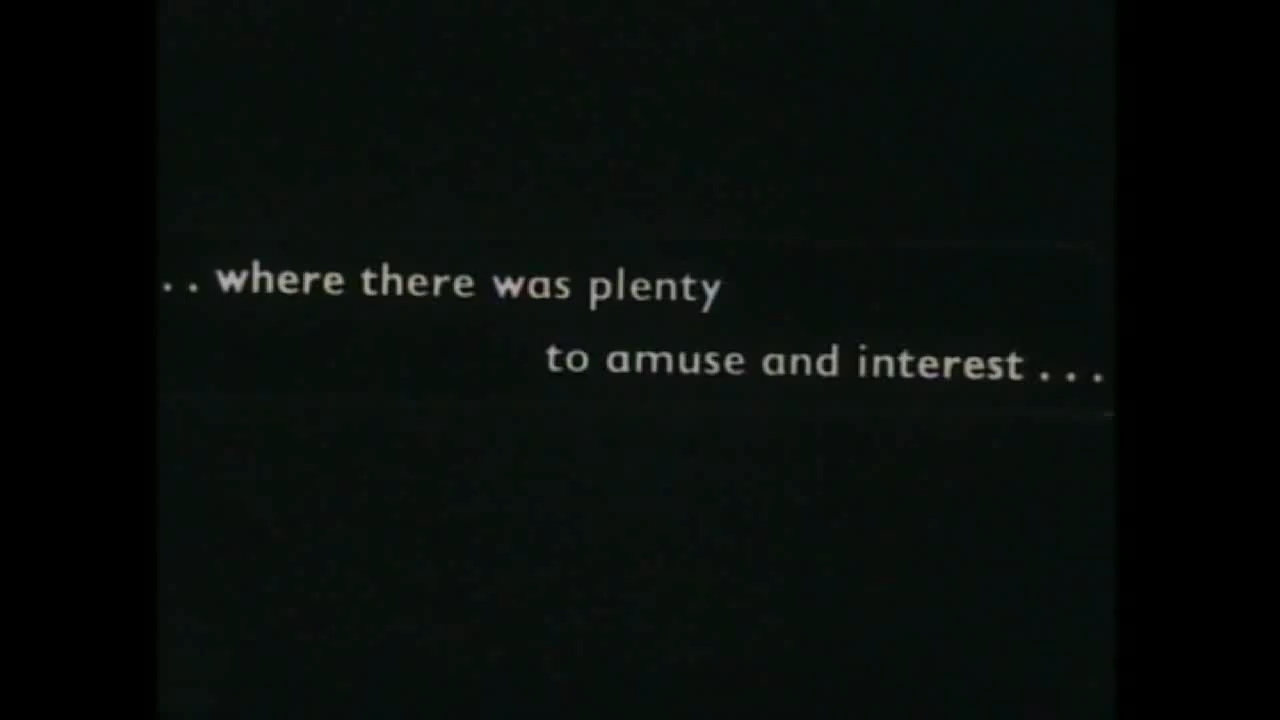 . . where there was plenty
to amuse and interest . . .